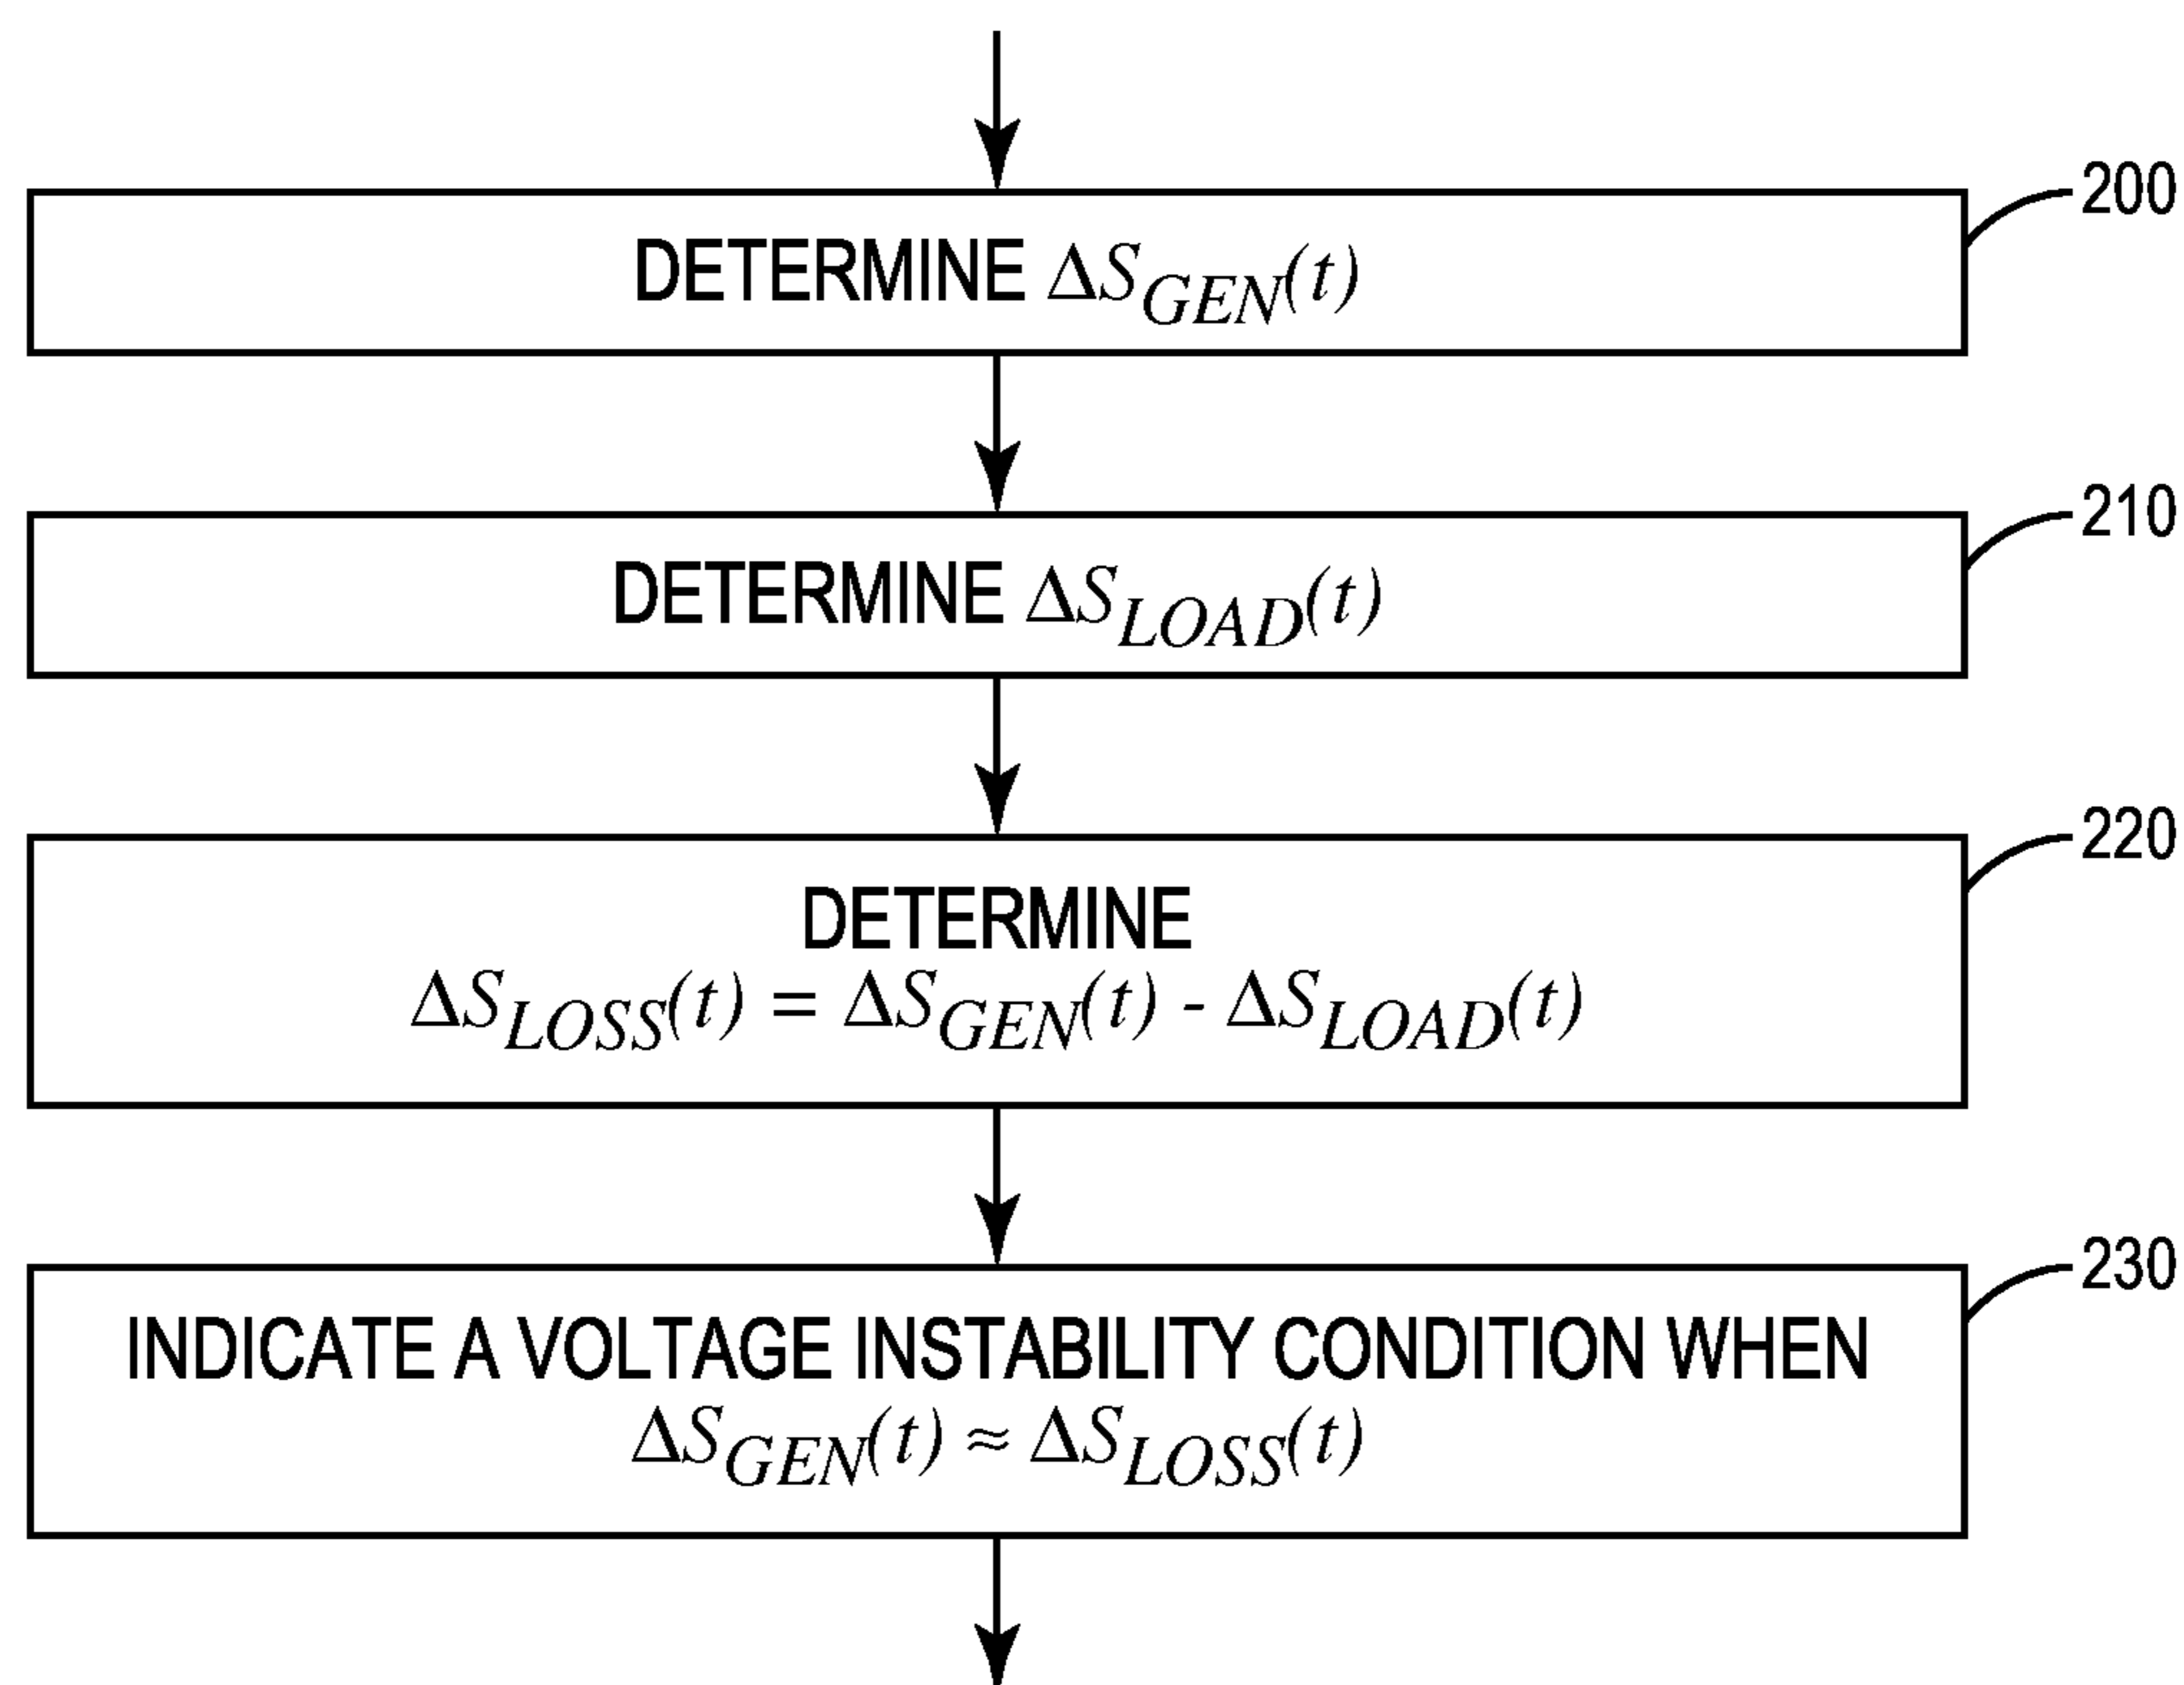 200
DETERMINE ΔS_GEN(t)
210
DETERMINE ΔS_LOAD(t)
220
DETERMINE
ΔS_LOSS(t) = ΔS_GEN(t) - ΔS_LOAD(t)
230
INDICATE A VOLTAGE INSTABILITY CONDITION WHEN
ΔS_GEN(t) ≈ ΔS_LOSS(t)